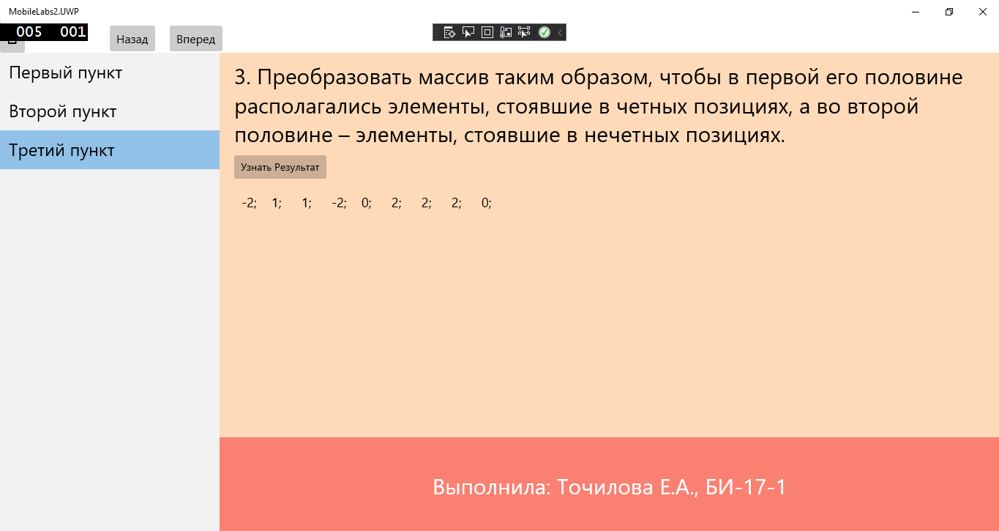 MobileLabs2.UWP
005 001
Назад Вперед
Первый пункт
Второй пункт
Третий пункт
3. Преобразовать массив таким образом, чтобы в первой его половине
располагались элементы, стоявшие в четных позициях, а во второй
половине – элементы, стоявшие в нечетных позициях.
Узнать Результат
-2; 1; 1; -2; 0; 2; 2; 2; 0;
Выполнила: Точилова Е.А., БИ-17-1